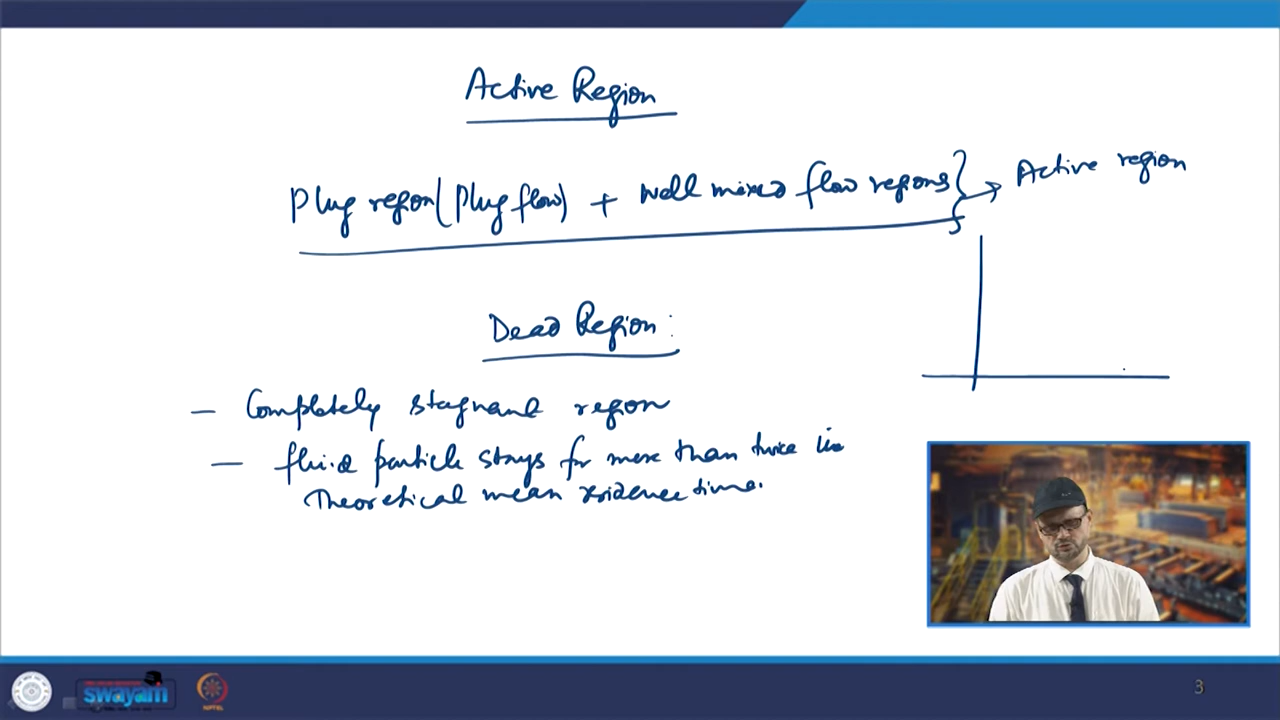 Active Region
Plug region (Plug flow) + Well mixed flow regions} → Active region
Dead Region:
— Completely stagnant region
— fluid particle stays for more than twice the
Theoretical mean residence time.
swayam
NPTEL
3